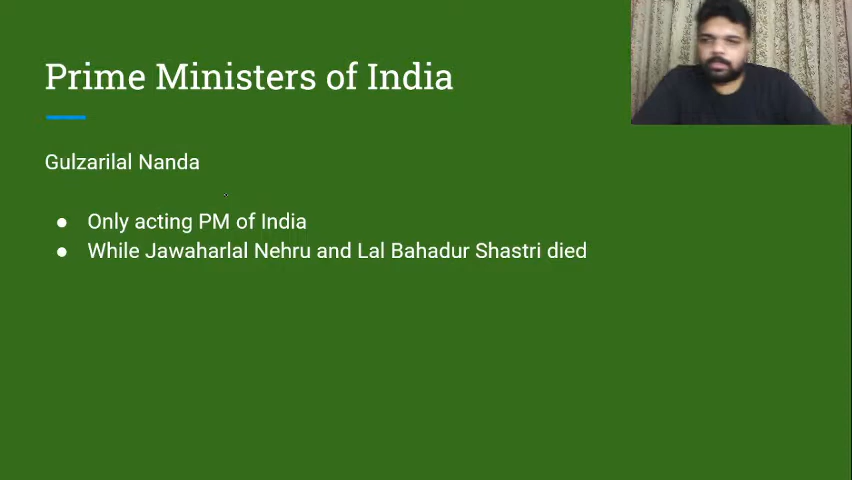 Prime Ministers of India
Gulzarilal Nanda
● Only acting PM of India
● While Jawaharlal Nehru and Lal Bahadur Shastri died